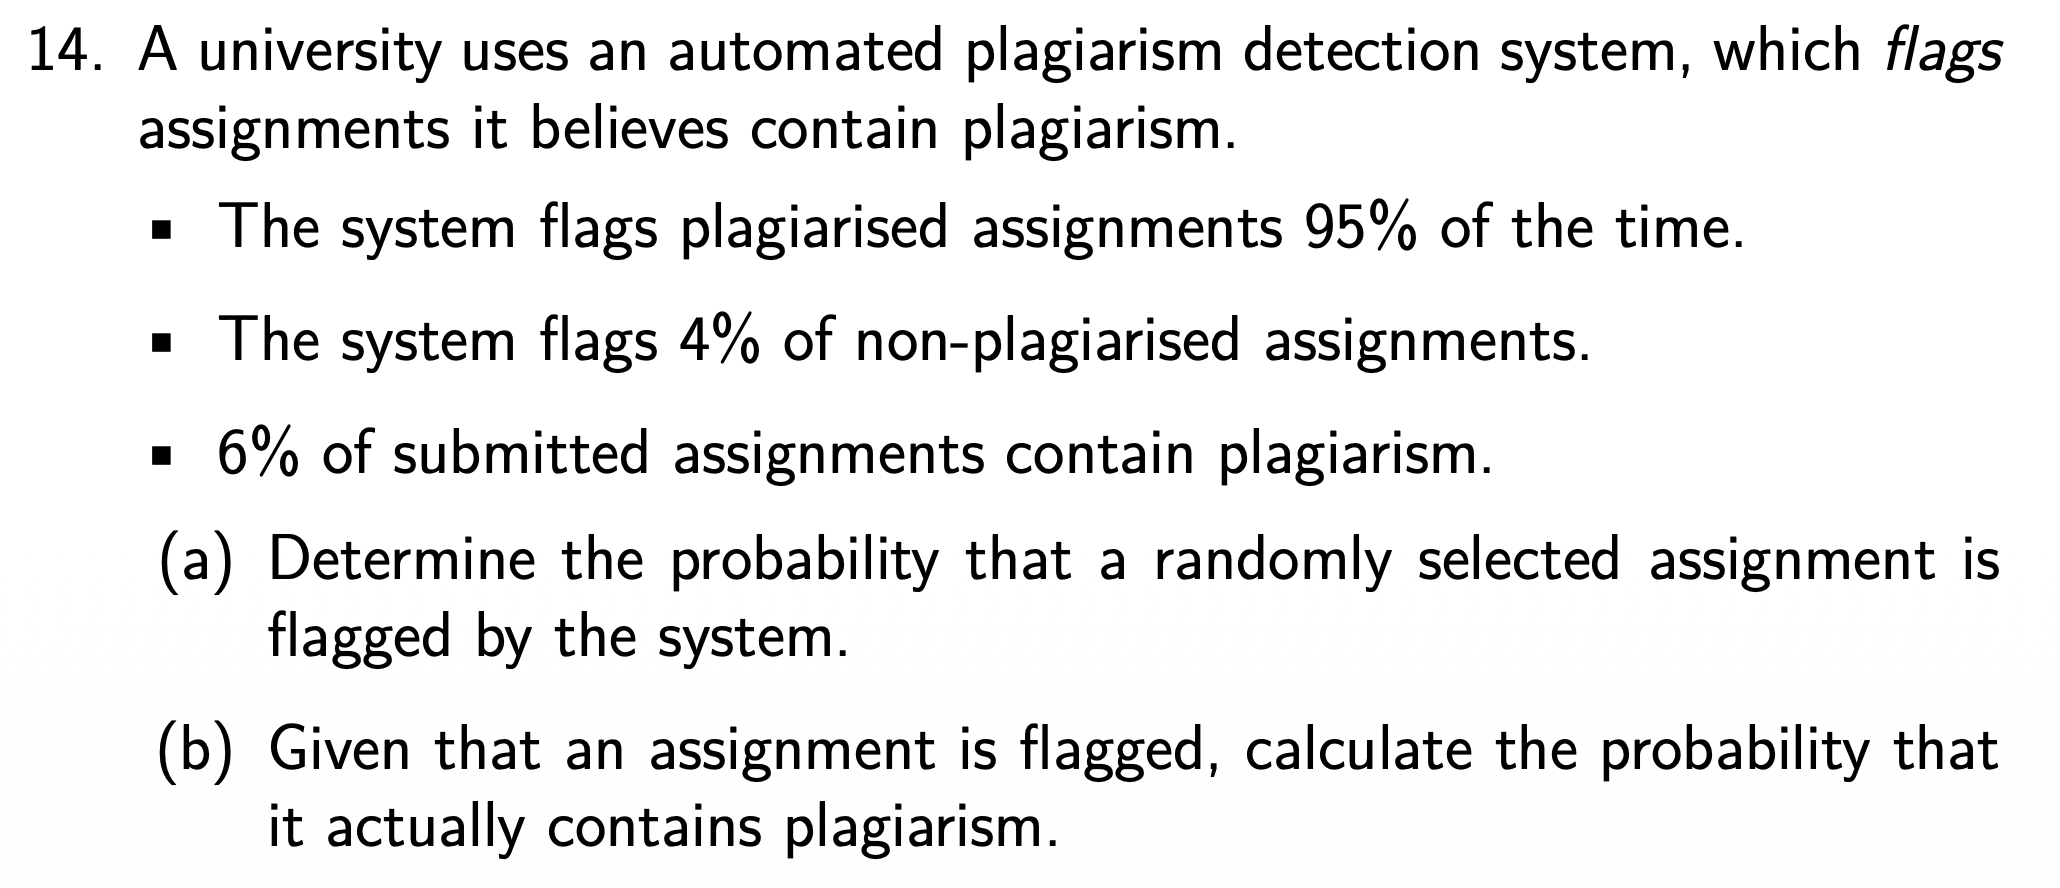 14. A university uses an automated plagiarism detection system, which flags
assignments it believes contain plagiarism.
▪ The system flags plagiarised assignments 95% of the time.
▪ The system flags 4% of non-plagiarised assignments.
▪ 6% of submitted assignments contain plagiarism.
(a) Determine the probability that a randomly selected assignment is
flagged by the system.
(b) Given that an assignment is flagged, calculate the probability that
it actually contains plagiarism.